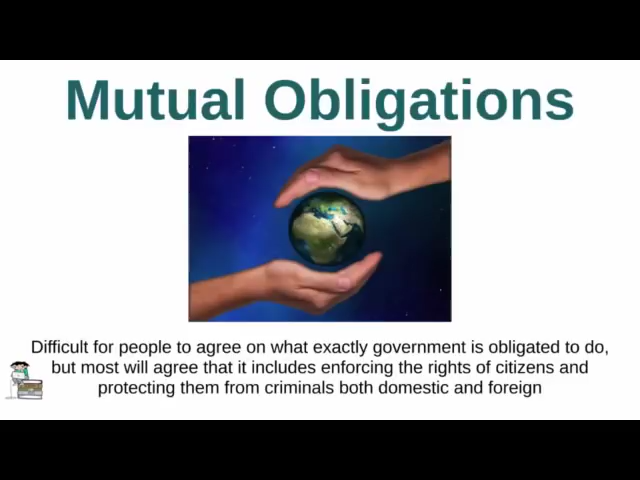 Mutual Obligations
Difficult for people to agree on what exactly government is obligated to do,
but most will agree that it includes enforcing the rights of citizens and
protecting them from criminals both domestic and foreign